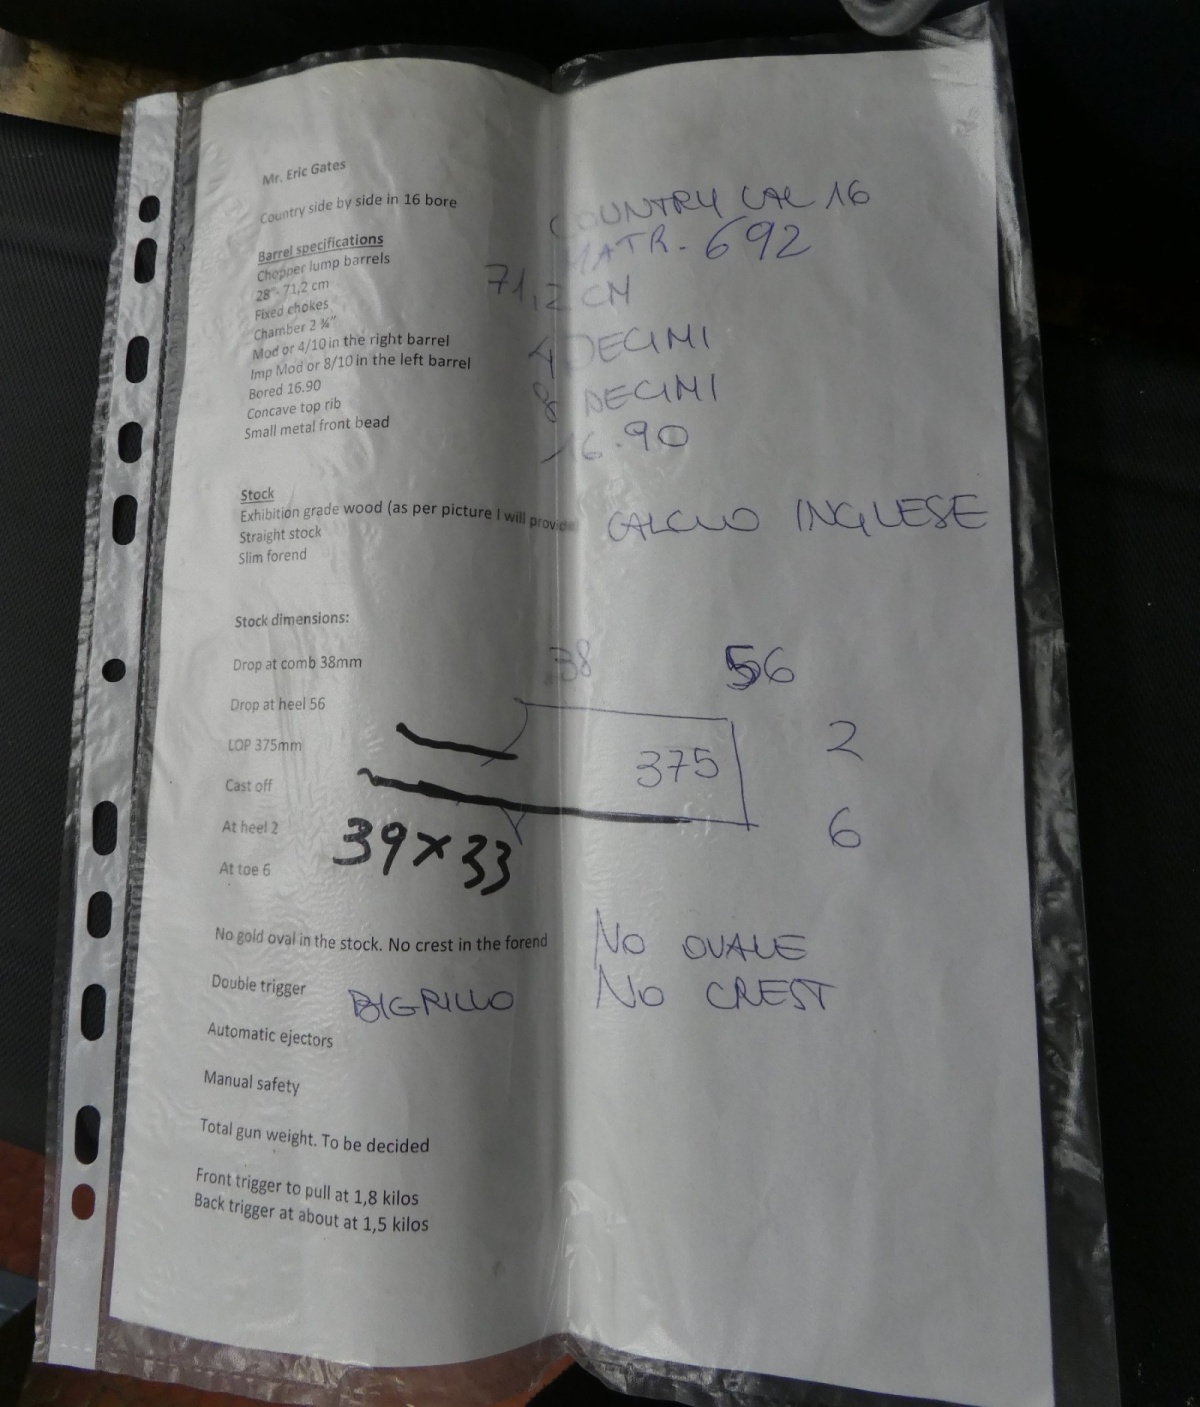 Mr. Eric Gates
Country side by side in 16 bore
COUNTRY CAL 16
Barrel specifications
MATR. 692
Chopper lump barrels
28" - 71,2 cm
71,2 CM
Fixed chokes
Chamber 2 ¾"
Mod or 4/10 in the right barrel
4 DECIMI
Imp Mod or 8/10 in the left barrel
8 DECIMI
Bored 16.90
16.90
Concave top rib
Small metal front bead
Stock
Exhibition grade wood (as per picture I will provide
CALCIO INGLESE
Straight stock
Slim forend
Stock dimensions:
Drop at comb 38mm
38 56
Drop at heel 56
LOP 375mm
375 2
Cast off
At heel 2
39 x 33 6
At toe 6
No gold oval in the stock. No crest in the forend
NO OVALE
Double trigger
BIGRILLO
NO CREST
Automatic ejectors
Manual safety
Total gun weight. To be decided
Front trigger to pull at 1,8 kilos
Back trigger at about at 1,5 kilos